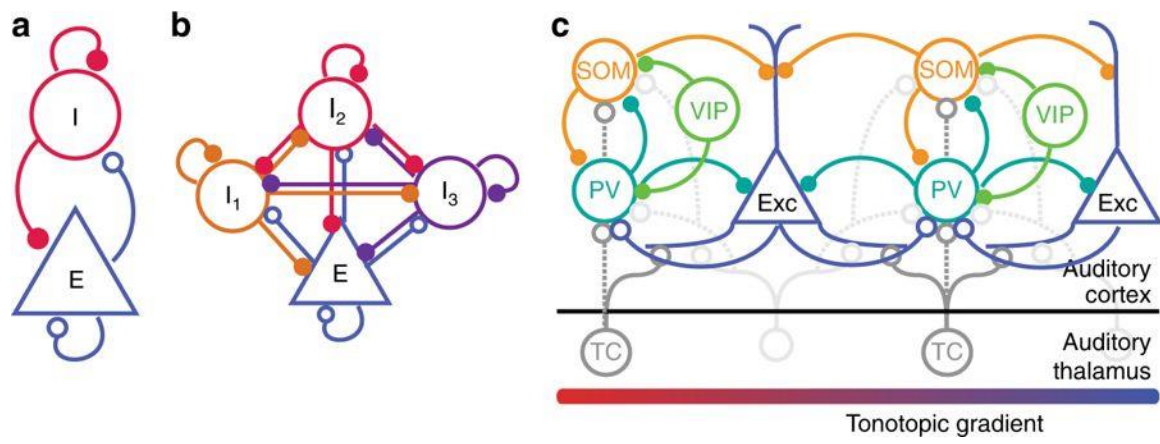 a
I
E
b
I₂
I₁
I₃
E
c
SOM
SOM
VIP
VIP
PV
Exc
PV
Exc
Auditory
cortex
TC
TC
Auditory
thalamus
Tonotopic gradient